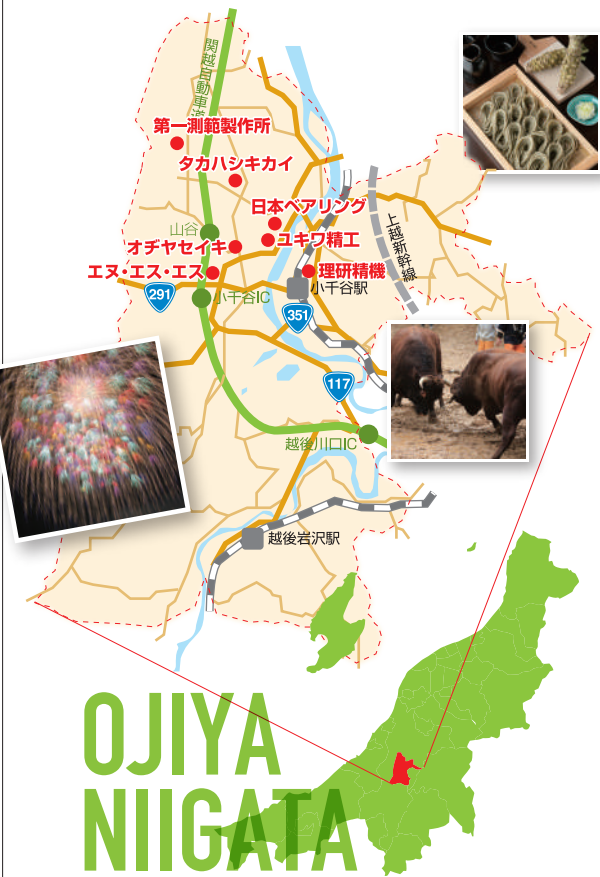 関越自動車道
第一測範製作所
タカハシキカイ
日本ベアリング
山谷
ユキワ精工
オヂヤセイキ
上越新幹線
エヌ・エス・エス
理研精機
小千谷駅
291
小千谷IC
351
117
越後川口IC
越後岩沢駅
OJIYA
NIIGATA